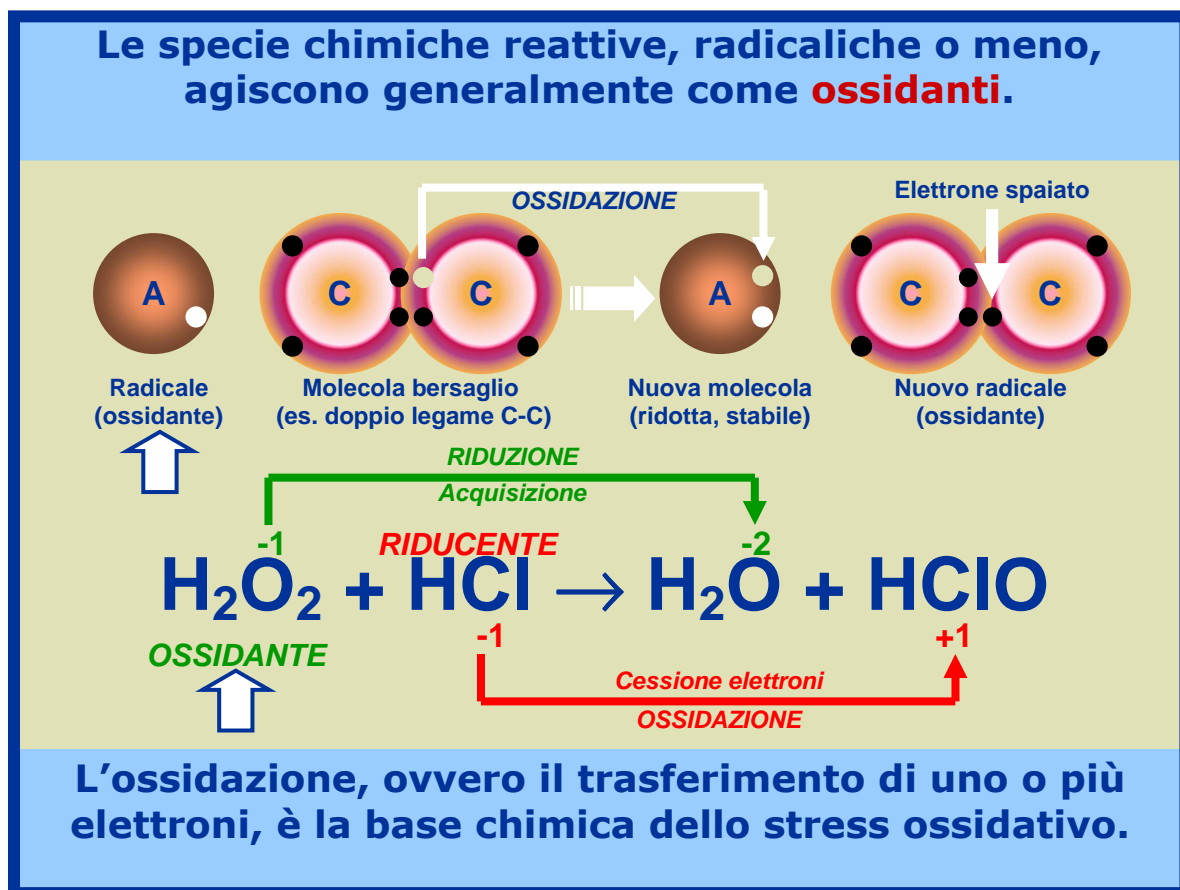 Le specie chimiche reattive, radicaliche o meno,
agiscono generalmente come ossidanti.
OSSIDAZIONE
Elettrone spaiato
A
C
C
A
C
C
Radicale
(ossidante)
Molecola bersaglio
(es. doppio legame C-C)
Nuova molecola
(ridotta, stabile)
Nuovo radicale
(ossidante)
RIDUZIONE
Acquisizione
-1
RIDUCENTE
-2
H₂O₂ + HCl → H₂O + HClO
-1
+1
OSSIDANTE
Cessione elettroni
OSSIDAZIONE
L’ossidazione, ovvero il trasferimento di uno o più
elettroni, è la base chimica dello stress ossidativo.